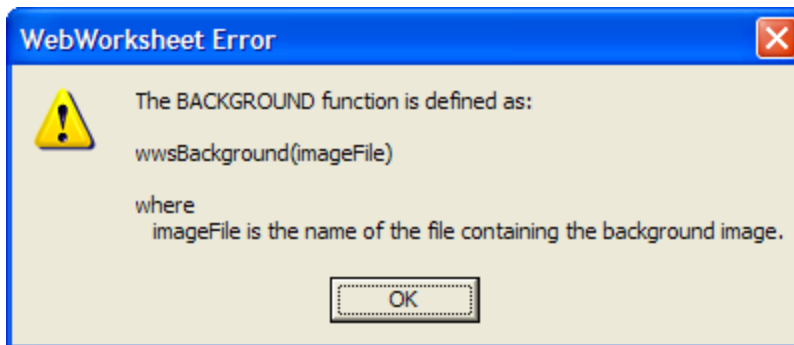 WebWorksheet Error
The BACKGROUND function is defined as:
wwsBackground(imageFile)
where
imageFile is the name of the file containing the background image.
OK